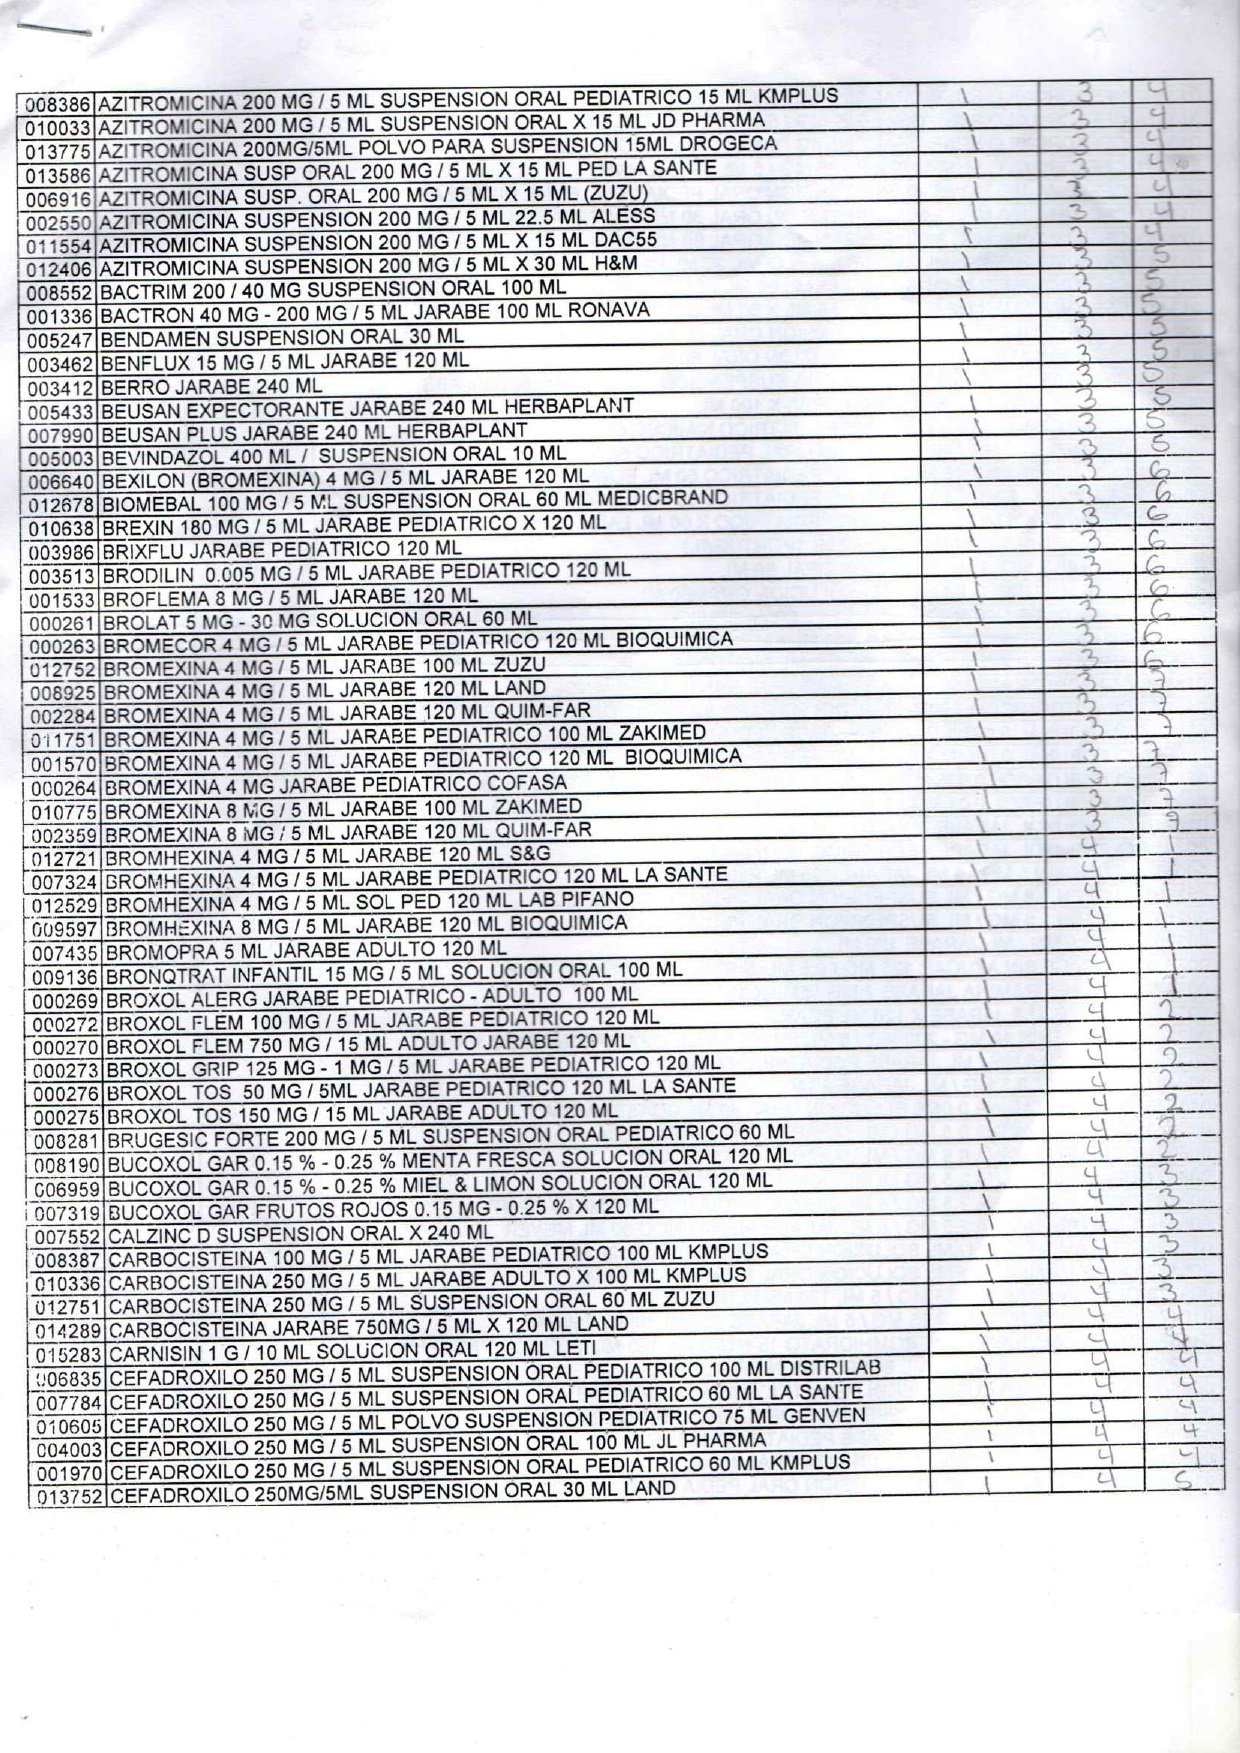 008386 AZITROMICINA 200 MG / 5 ML SUSPENSION ORAL PEDIATRICO 15 ML KMPLUS \ 3 4
010033 AZITROMICINA 200 MG / 5 ML SUSPENSION ORAL X 15 ML JD PHARMA \ 3 4
013775 AZITROMICINA 200MG/5ML POLVO PARA SUSPENSION 15ML DROGECA \ 3 4
013586 AZITROMICINA SUSP ORAL 200 MG / 5 ML X 15 ML PED LA SANTE \ 3 4
006916 AZITROMICINA SUSP. ORAL 200 MG / 5 ML X 15 ML (ZUZU) \ 3 4
002550 AZITROMICINA SUSPENSION 200 MG / 5 ML 22.5 ML ALESS \ 3 4
011554 AZITROMICINA SUSPENSION 200 MG / 5 ML X 15 ML DAC55 \ 3 4
012406 AZITROMICINA SUSPENSION 200 MG / 5 ML X 30 ML H&M \ 3 5
008552 BACTRIM 200 / 40 MG SUSPENSION ORAL 100 ML \ 3 5
001336 BACTRON 40 MG - 200 MG / 5 ML JARABE 100 ML RONAVA \ 3 5
005247 BENDAMEN SUSPENSION ORAL 30 ML \ 3 5
003462 BENFLUX 15 MG / 5 ML JARABE 120 ML \ 3 5
003412 BERRO JARABE 240 ML \ 3 5
005433 BEUSAN EXPECTORANTE JARABE 240 ML HERBAPLANT \ 3 5
007990 BEUSAN PLUS JARABE 240 ML HERBAPLANT \ 3 5
005003 BEVINDAZOL 400 ML / SUSPENSION ORAL 10 ML \ 3 5
006640 BEXILON (BROMEXINA) 4 MG / 5 ML JARABE 120 ML \ 3 6
012678 BIOMEBAL 100 MG / 5 ML SUSPENSION ORAL 60 ML MEDICBRAND \ 3 6
010638 BREXIN 180 MG / 5 ML JARABE PEDIATRICO X 120 ML \ 3 6
003986 BRIXFLU JARABE PEDIATRICO 120 ML \ 3 6
003513 BRODILIN 0.005 MG / 5 ML JARABE PEDIATRICO 120 ML \ 3 6
001533 BROFLEMA 8 MG / 5 ML JARABE 120 ML \ 3 6
000261 BROLAT 5 MG - 30 MG SOLUCION ORAL 60 ML \ 3 6
000263 BROMECOR 4 MG / 5 ML JARABE PEDIATRICO 120 ML BIOQUIMICA \ 3 6
012752 BROMEXINA 4 MG / 5 ML JARABE 100 ML ZUZU \ 3 6
008925 BROMEXINA 4 MG / 5 ML JARABE 120 ML LAND \ 3 7
002284 BROMEXINA 4 MG / 5 ML JARABE 120 ML QUIM-FAR \ 3 7
011751 BROMEXINA 4 MG / 5 ML JARABE PEDIATRICO 100 ML ZAKIMED \ 3 7
001570 BROMEXINA 4 MG / 5 ML JARABE PEDIATRICO 120 ML BIOQUIMICA \ 3 7
000264 BROMEXINA 4 MG JARABE PEDIATRICO COFASA \ 3 7
010775 BROMEXINA 8 MG / 5 ML JARABE 100 ML ZAKIMED \ 3 7
002359 BROMEXINA 8 MG / 5 ML JARABE 120 ML QUIM-FAR \ 3
012721 BROMHEXINA 4 MG / 5 ML JARABE 120 ML S&G \ 4 1
007324 BROMHEXINA 4 MG / 5 ML JARABE PEDIATRICO 120 ML LA SANTE \ 4 1
012529 BROMHEXINA 4 MG / 5 ML SOL PED 120 ML LAB PIFANO \ 4 1
009597 BROMHEXINA 8 MG / 5 ML JARABE 120 ML BIOQUIMICA \ 4 1
007435 BROMOPRA 5 ML JARABE ADULTO 120 ML \ 4 1
009136 BRONQTRAT INFANTIL 15 MG / 5 ML SOLUCION ORAL 100 ML \ 4 1
000269 BROXOL ALERG JARABE PEDIATRICO - ADULTO 100 ML \ 4 2
000272 BROXOL FLEM 100 MG / 5 ML JARABE PEDIATRICO 120 ML \ 4 2
000270 BROXOL FLEM 750 MG / 15 ML ADULTO JARABE 120 ML \ 4 2
000273 BROXOL GRIP 125 MG - 1 MG / 5 ML JARABE PEDIATRICO 120 ML \ 4 2
000276 BROXOL TOS 50 MG / 5ML JARABE PEDIATRICO 120 ML LA SANTE \ 4 2
000275 BROXOL TOS 150 MG / 15 ML JARABE ADULTO 120 ML \ 4 2
008281 BRUGESIC FORTE 200 MG / 5 ML SUSPENSION ORAL PEDIATRICO 60 ML \ 4 2
008190 BUCOXOL GAR 0.15 % - 0.25 % MENTA FRESCA SOLUCION ORAL 120 ML \ 4 2
006959 BUCOXOL GAR 0.15 % - 0.25 % MIEL & LIMON SOLUCION ORAL 120 ML \ 4 3
007319 BUCOXOL GAR FRUTOS ROJOS 0.15 MG - 0.25 % X 120 ML \ 4 3
007552 CALZINC D SUSPENSION ORAL X 240 ML \ 4 3
008387 CARBOCISTEINA 100 MG / 5 ML JARABE PEDIATRICO 100 ML KMPLUS \ 4 3
010336 CARBOCISTEINA 250 MG / 5 ML JARABE ADULTO X 100 ML KMPLUS \ 4 3
012751 CARBOCISTEINA 250 MG / 5 ML SUSPENSION ORAL 60 ML ZUZU \ 4 3
014289 CARBOCISTEINA JARABE 750MG / 5 ML X 120 ML LAND \ 4 4
015283 CARNISIN 1 G / 10 ML SOLUCION ORAL 120 ML LETI \ 4 4
006835 CEFADROXILO 250 MG / 5 ML SUSPENSION ORAL PEDIATRICO 100 ML DISTRILAB \ 4 4
007784 CEFADROXILO 250 MG / 5 ML SUSPENSION ORAL PEDIATRICO 60 ML LA SANTE \ 4 4
010605 CEFADROXILO 250 MG / 5 ML POLVO SUSPENSION PEDIATRICO 75 ML GENVEN \ 4 4
004003 CEFADROXILO 250 MG / 5 ML SUSPENSION ORAL 100 ML JL PHARMA \ 4 4
001970 CEFADROXILO 250 MG / 5 ML SUSPENSION ORAL PEDIATRICO 60 ML KMPLUS \ 4 4
013752 CEFADROXILO 250MG/5ML SUSPENSION ORAL 30 ML LAND \ 4 5